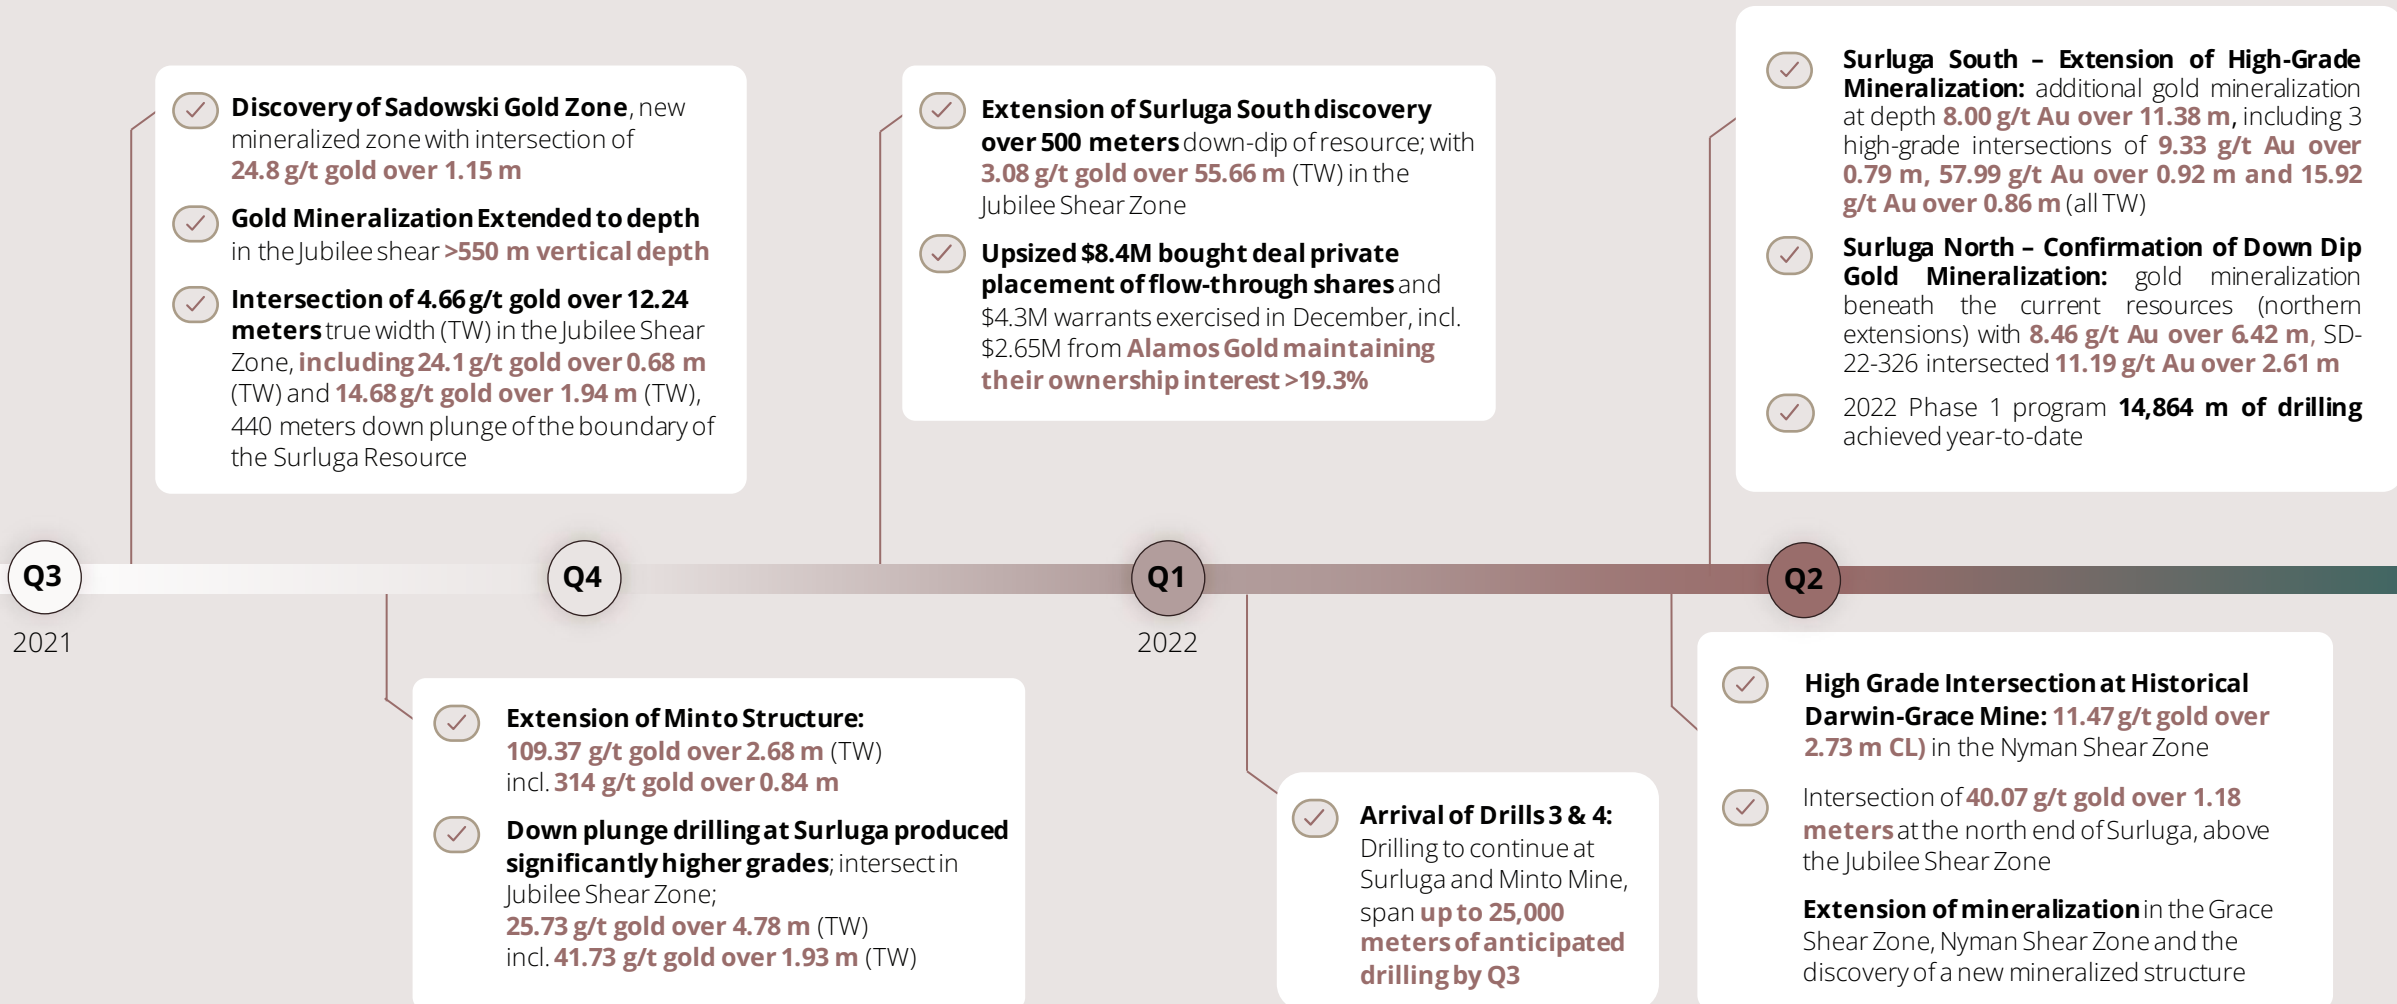 Discovery of Sadowski Gold Zone, new
mineralized zone with intersection of
24.8 g/t gold over 1.15 m
Gold Mineralization Extended to depth
in the Jubilee shear >550 m vertical depth
Intersection of 4.66 g/t gold over 12.24
meters true width (TW) in the Jubilee Shear
Zone, including 24.1 g/t gold over 0.68 m
(TW) and 14.68 g/t gold over 1.94 m (TW),
440 meters down plunge of the boundary of
the Surluga Resource
Extension of Surluga South discovery
over 500 meters down-dip of resource; with
3.08 g/t gold over 55.66 m (TW) in the
Jubilee Shear Zone
Upsized $8.4M bought deal private
placement of flow-through shares and
$4.3M warrants exercised in December, incl.
$2.65M from Alamos Gold maintaining
their ownership interest >19.3%
Surluga South – Extension of High-Grade
Mineralization: additional gold mineralization
at depth 8.00 g/t Au over 11.38 m, including 3
high-grade intersections of 9.33 g/t Au over
0.79 m, 57.99 g/t Au over 0.92 m and 15.92
g/t Au over 0.86 m (all TW)
Surluga North – Confirmation of Down Dip
Gold Mineralization: gold mineralization
beneath the current resources (northern
extensions) with 8.46 g/t Au over 6.42 m, SD-
22-326 intersected 11.19 g/t Au over 2.61 m
2022 Phase 1 program 14,864 m of drilling
achieved year-to-date
Q3
Q4
Q1
Q2
2021
2022
Extension of Minto Structure:
109.37 g/t gold over 2.68 m (TW)
incl. 314 g/t gold over 0.84 m
Down plunge drilling at Surluga produced
significantly higher grades; intersect in
Jubilee Shear Zone;
25.73 g/t gold over 4.78 m (TW)
incl. 41.73 g/t gold over 1.93 m (TW)
Arrival of Drills 3 & 4:
Drilling to continue at
Surluga and Minto Mine,
span up to 25,000
meters of anticipated
drilling by Q3
High Grade Intersection at Historical
Darwin-Grace Mine: 11.47 g/t gold over
2.73 m CL) in the Nyman Shear Zone
Intersection of 40.07 g/t gold over 1.18
meters at the north end of Surluga, above
the Jubilee Shear Zone
Extension of mineralization in the Grace
Shear Zone, Nyman Shear Zone and the
discovery of a new mineralized structure